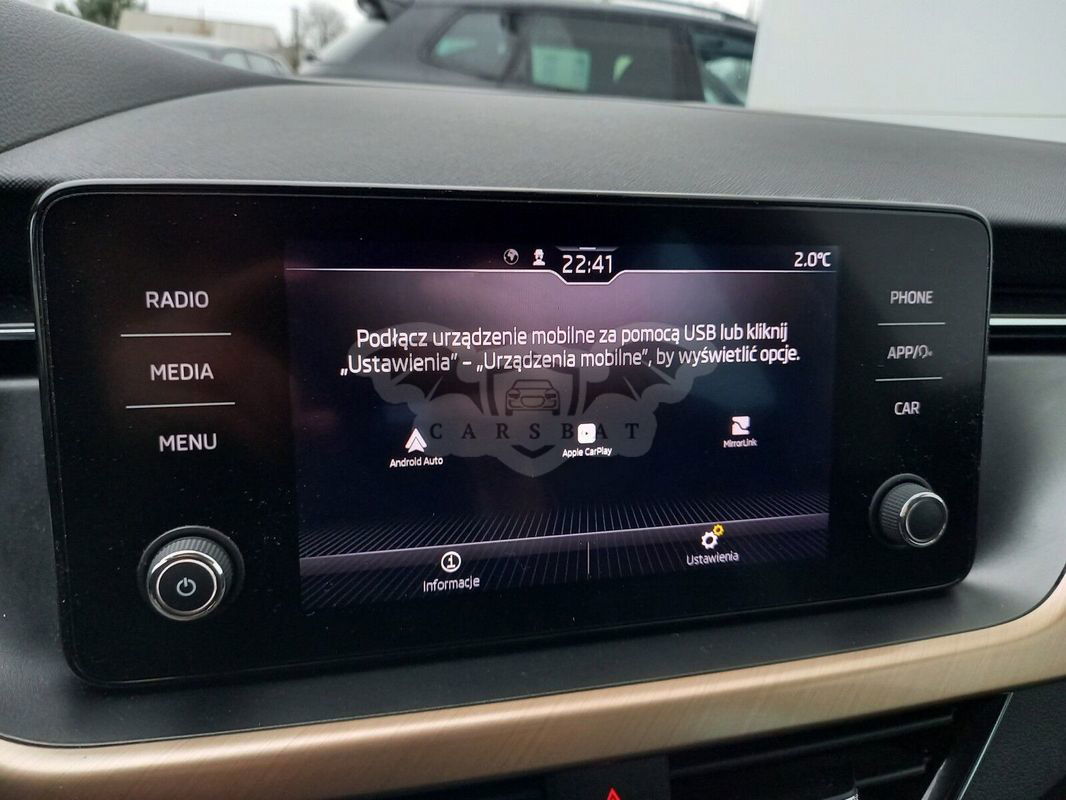 22:41
2.0°C
RADIO
MEDIA
MENU
Podłącz urządzenie mobilne za pomocą USB lub kliknij
„Ustawienia” – „Urządzenia mobilne”, by wyświetlić opcje.
CARSBAT
Android Auto
Apple CarPlay
MirrorLink
Informacje
Ustawienia
PHONE
APP/
CAR